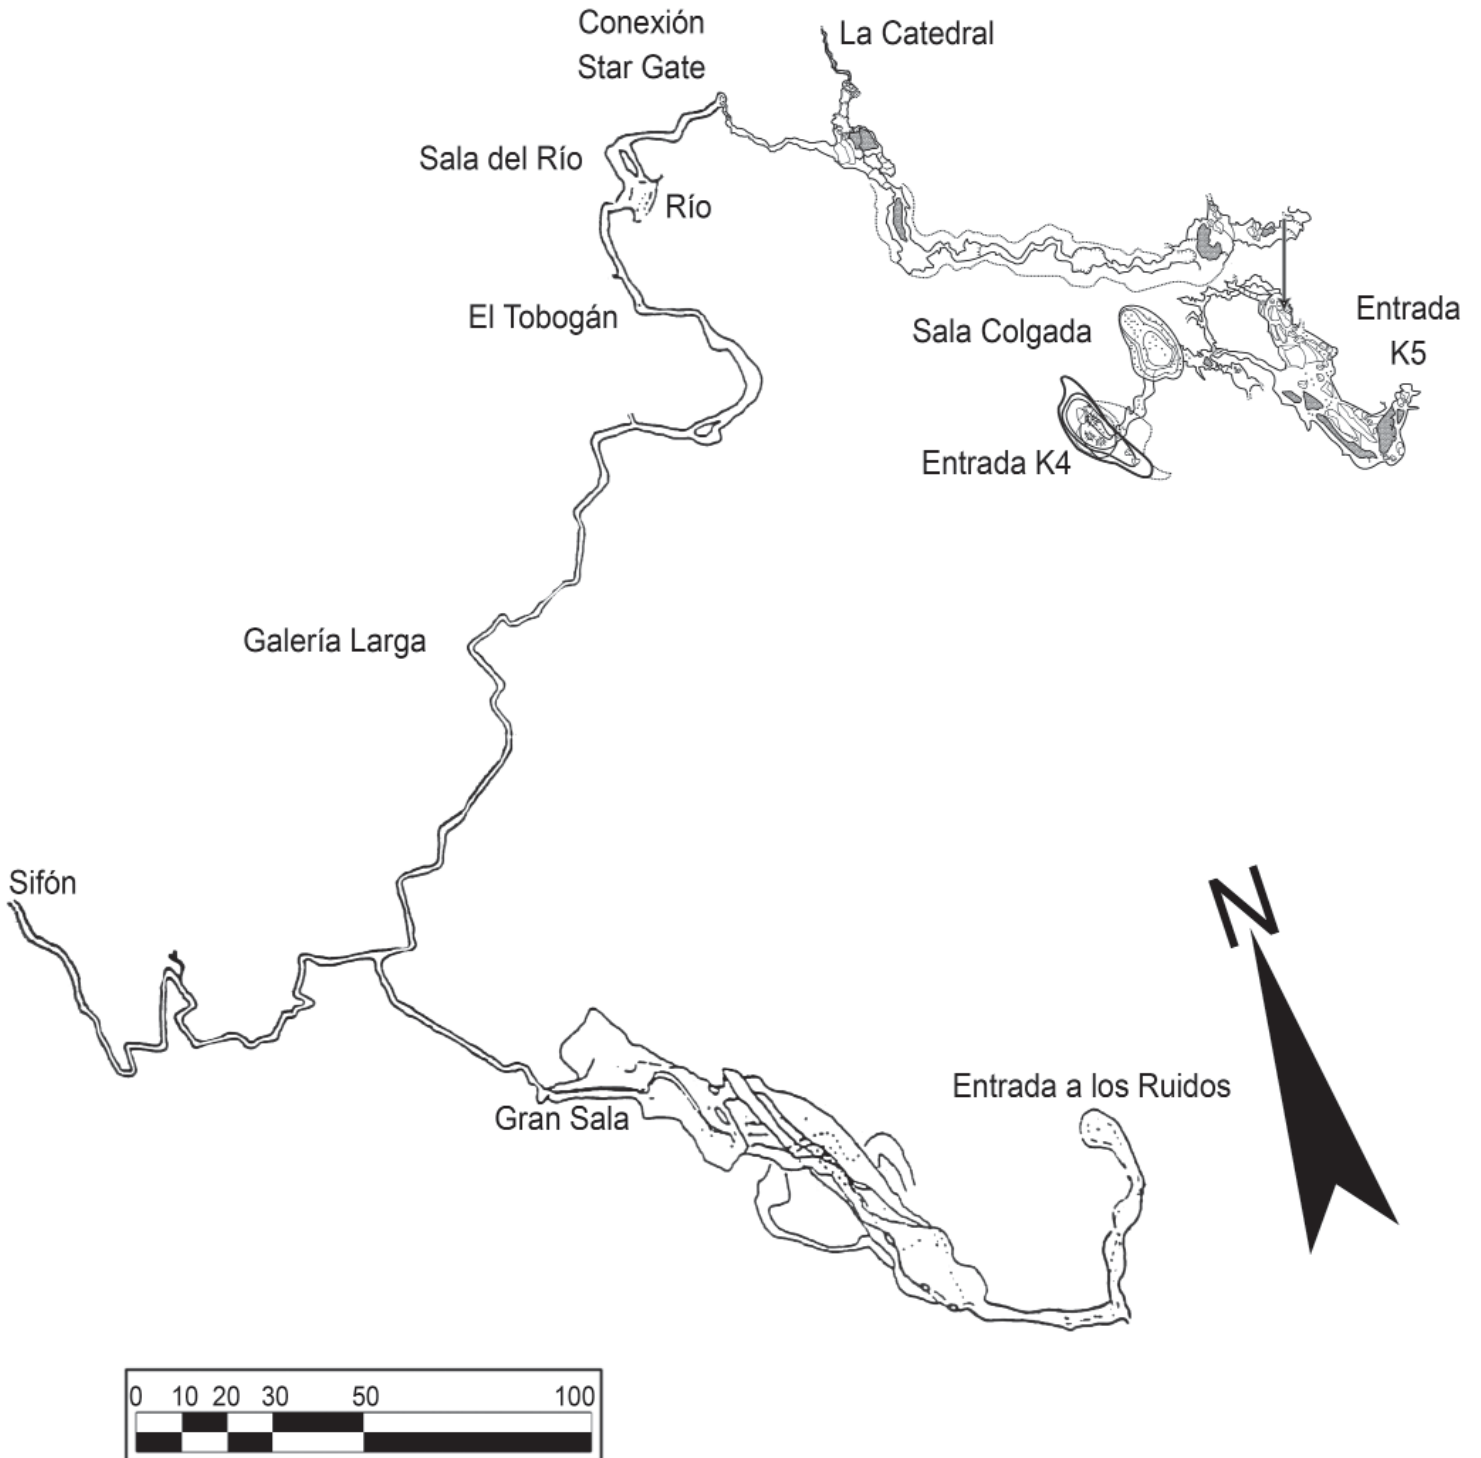 Conexión
Star Gate
La Catedral
Sala del Río
Río
El Tobogán
Sala Colgada
Entrada
K5
Entrada K4
Galería Larga
Sifón
N
Entrada a los Ruidos
Gran Sala
0 10 20 30 50 100